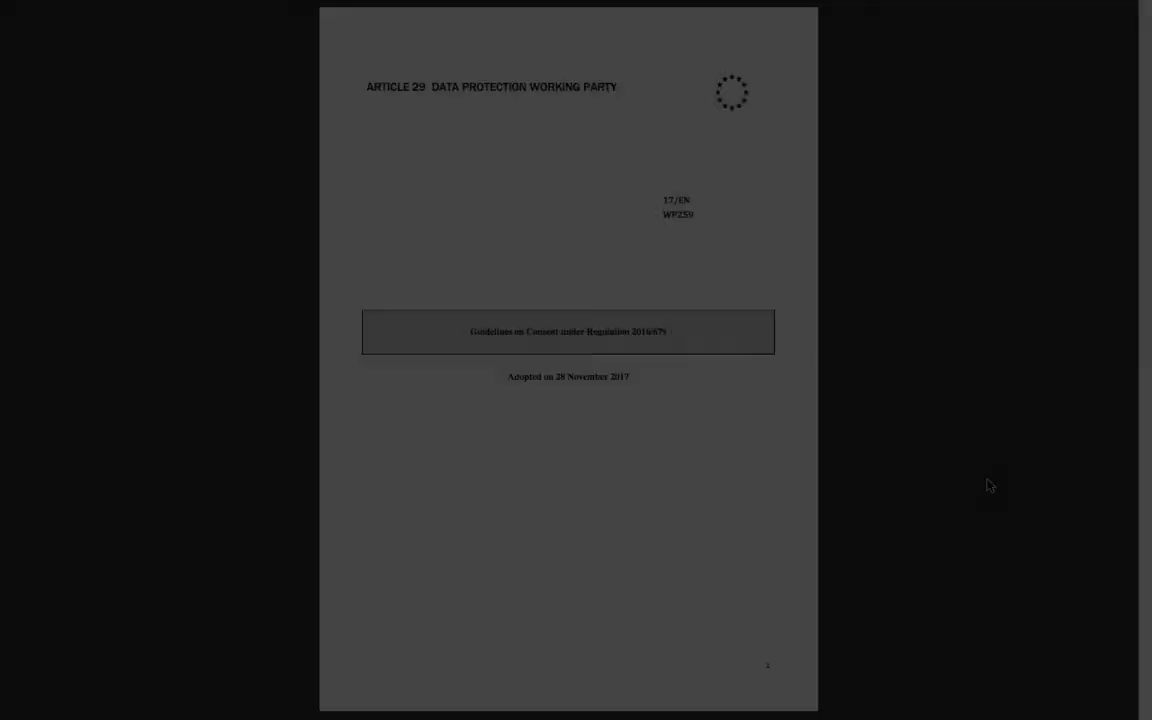 ARTICLE 29 DATA PROTECTION WORKING PARTY
17/EN
WP259
Guidelines on Consent under Regulation 2016/679
Adopted on 28 November 2017
1